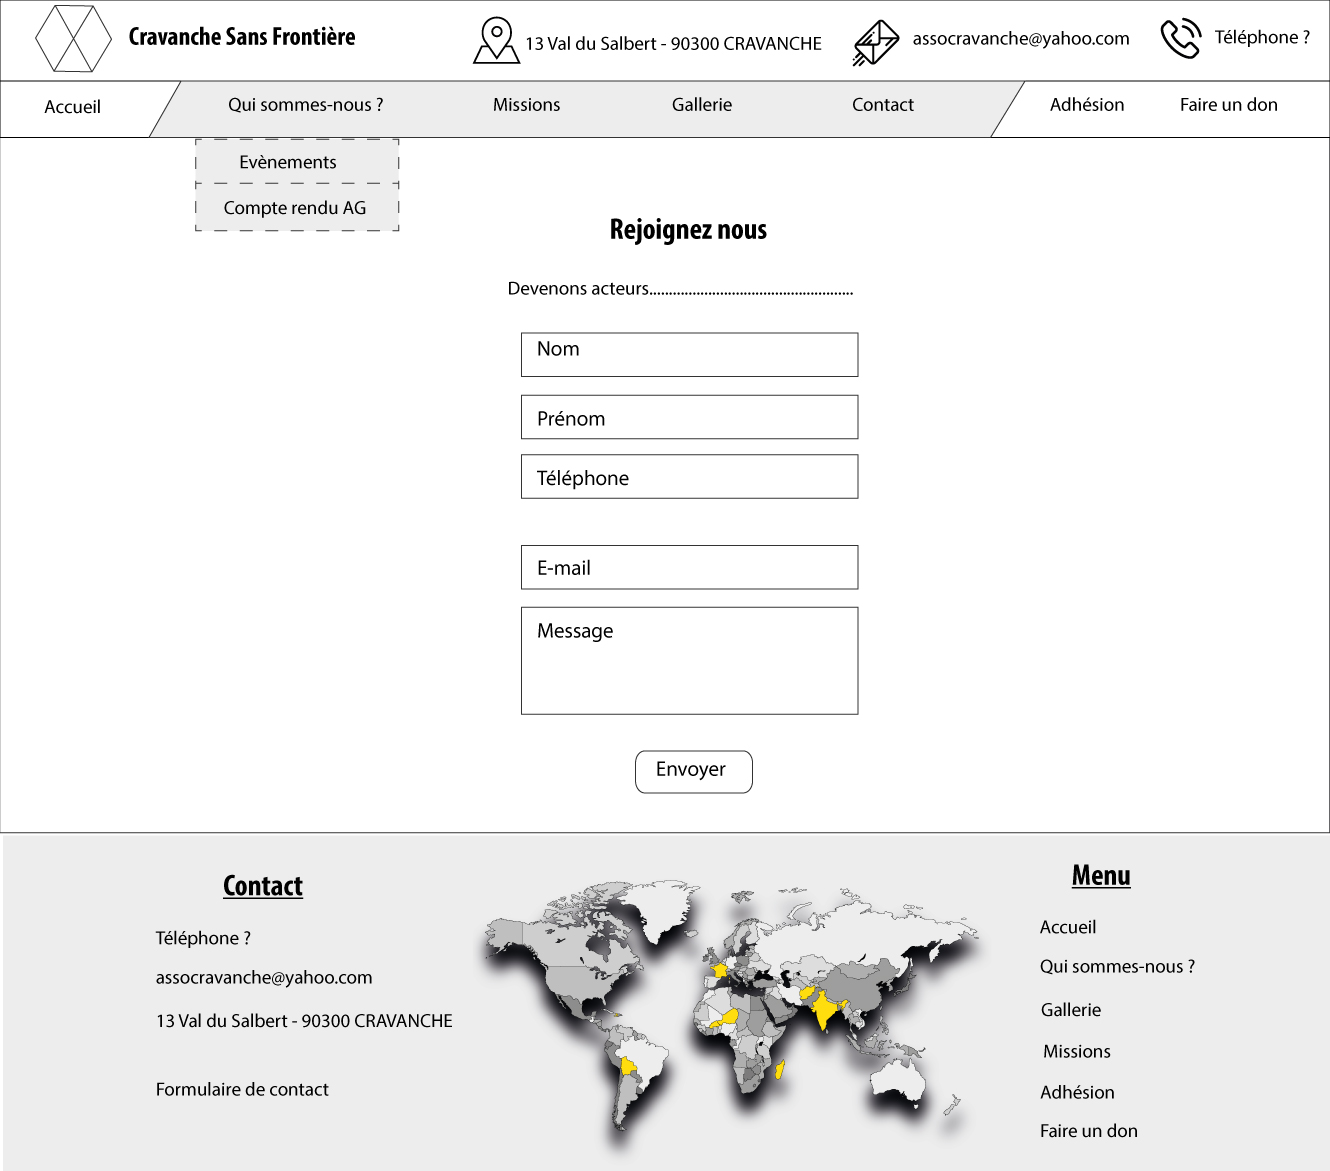 Cravanche Sans Frontière
13 Val du Salbert - 90300 CRAVANCHE
assocravanche@yahoo.com
Téléphone ?
Accueil
Qui sommes-nous ?
Missions
Gallerie
Contact
Adhésion
Faire un don
Evènements
Compte rendu AG
Rejoignez nous
Devenons acteurs....................................................
Nom
Prénom
Téléphone
E-mail
Message
Envoyer
Contact
Téléphone ?
assocravanche@yahoo.com
13 Val du Salbert - 90300 CRAVANCHE
Formulaire de contact
Menu
Accueil
Qui sommes-nous ?
Gallerie
Missions
Adhésion
Faire un don